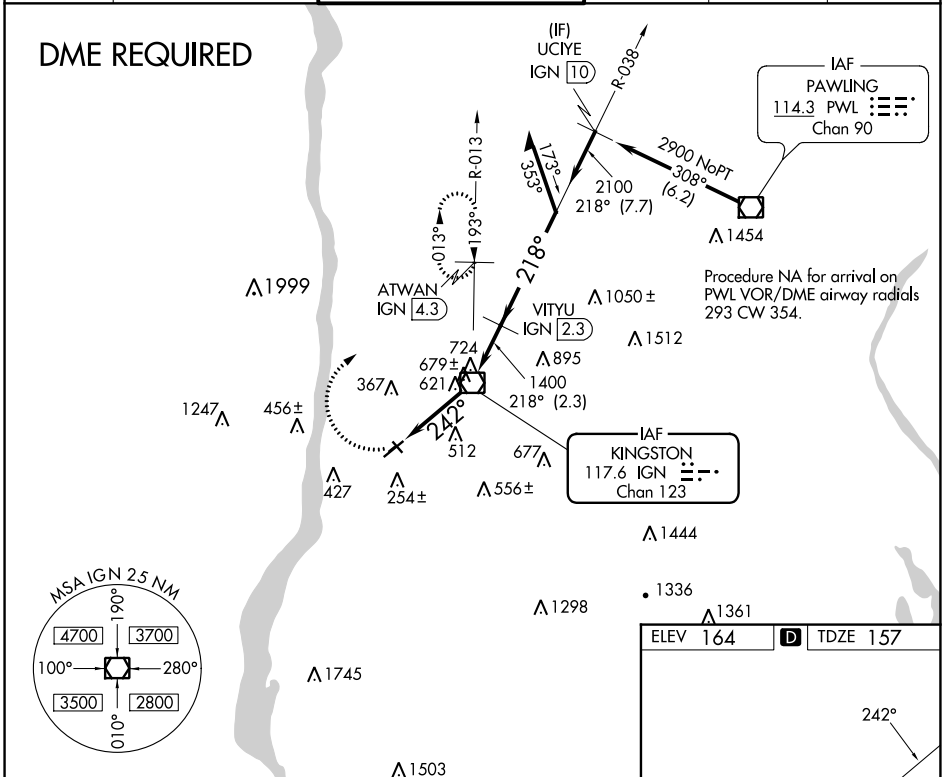 DME REQUIRED
(IF)
UCIYE
IGN 10
R-038
IAF
PAWLING
114.3 PWL
Chan 90
2900 NoPT
308°
(6.2)
173°
353°
2100
218° (7.7)
R-013
013°
193°
218°
1454
Procedure NA for arrival on
PWL VOR/DME airway radials
293 CW 354.
1999
ATWAN
IGN 4.3
VITYU
IGN 2.3
1050±
1512
724
679±
895
367
621
1400
218° (2.3)
1247
456±
242°
512
677
IAF
KINGSTON
117.6 IGN
Chan 123
427
254±
556±
1444
1336
1298
1361
MSA IGN 25 NM
190°
4700
3700
100°
280°
3500
2800
010°
1745
1503
ELEV 164 D TDZE 157
242°